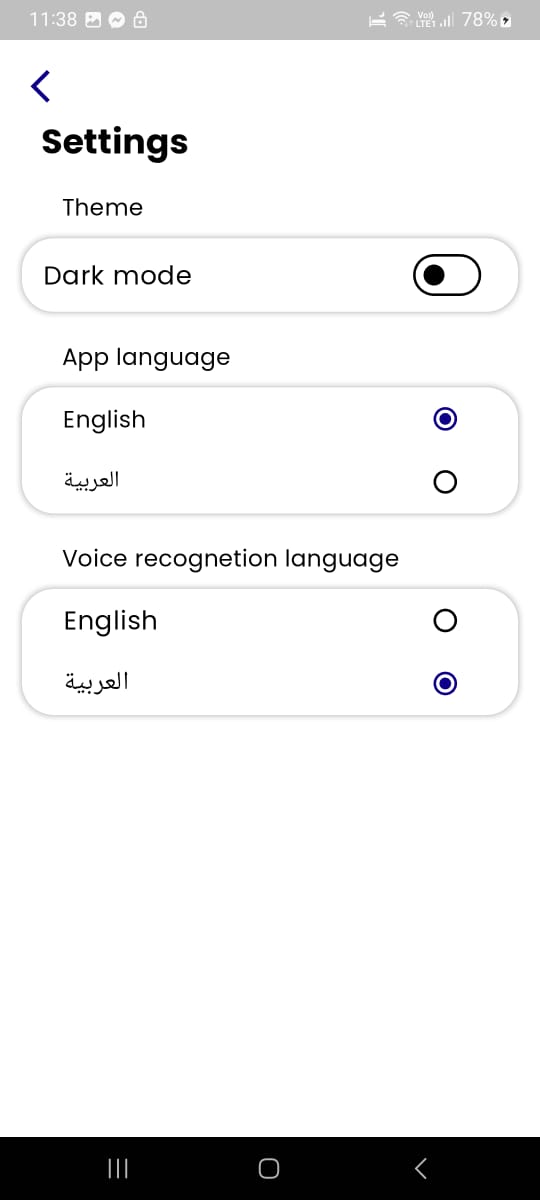 11:38
Vo))
LTE1
78%
Settings
Theme
Dark mode
App language
English
العربية
Voice recognetion language
English
العربية